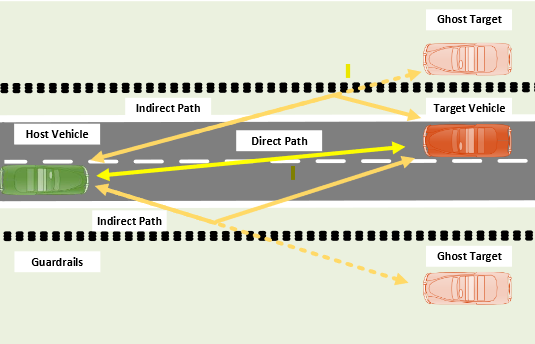 Ghost Target
Indirect Path
Target Vehicle
Host Vehicle
Direct Path
Indirect Path
Guardrails
Ghost Target